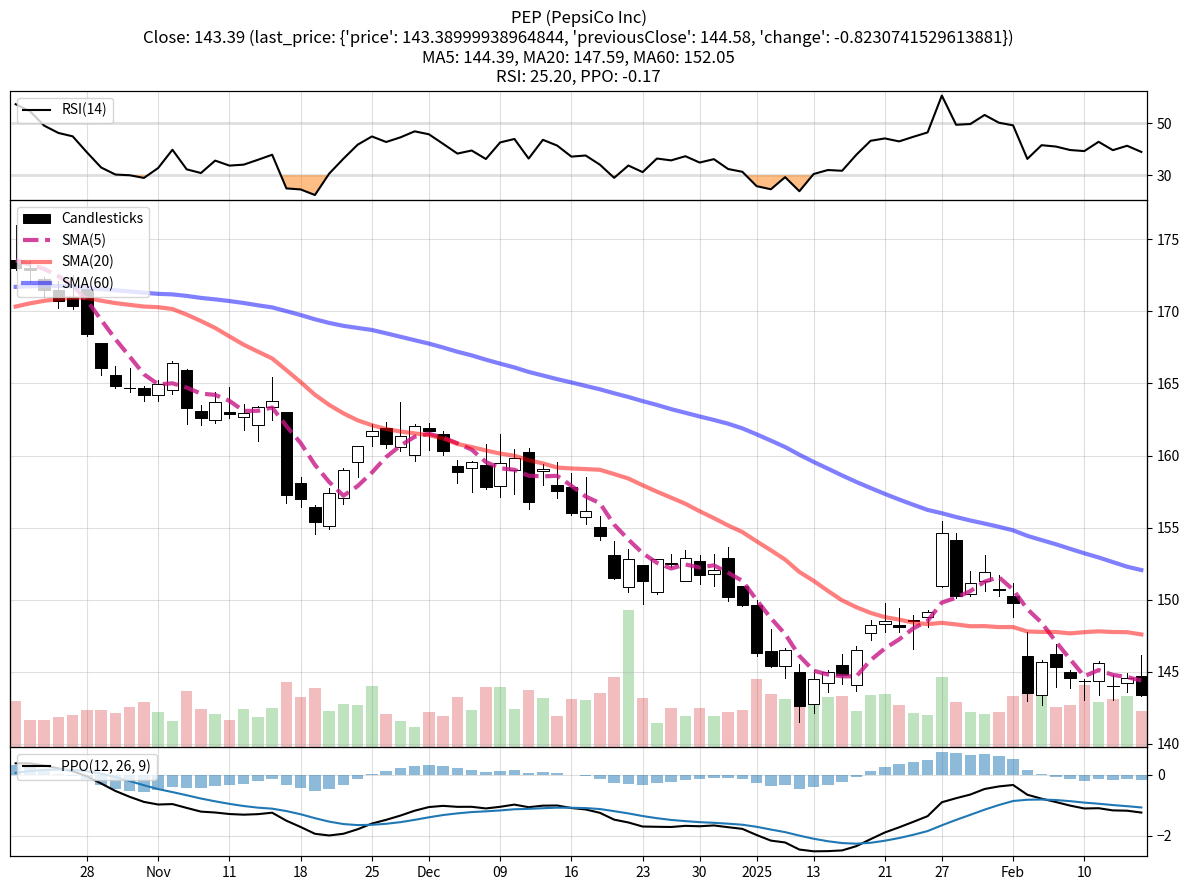 PEP (PepsiCo Inc)
Close: 143.39 (last_price: {'price': 143.38999938964844, 'previousClose': 144.58, 'change': -0.8230741529613881})
MA5: 144.39, MA20: 147.59, MA60: 152.05
RSI: 25.20, PPO: -0.17
RSI(14)
50
30
Candlesticks
SMA(5)
SMA(20)
SMA(60)
175
170
165
160
155
150
145
140
PPO(12, 26, 9)
0
−2
28 Nov 11 18 25 Dec 09 16 23 30 2025 13 21 27 Feb 10